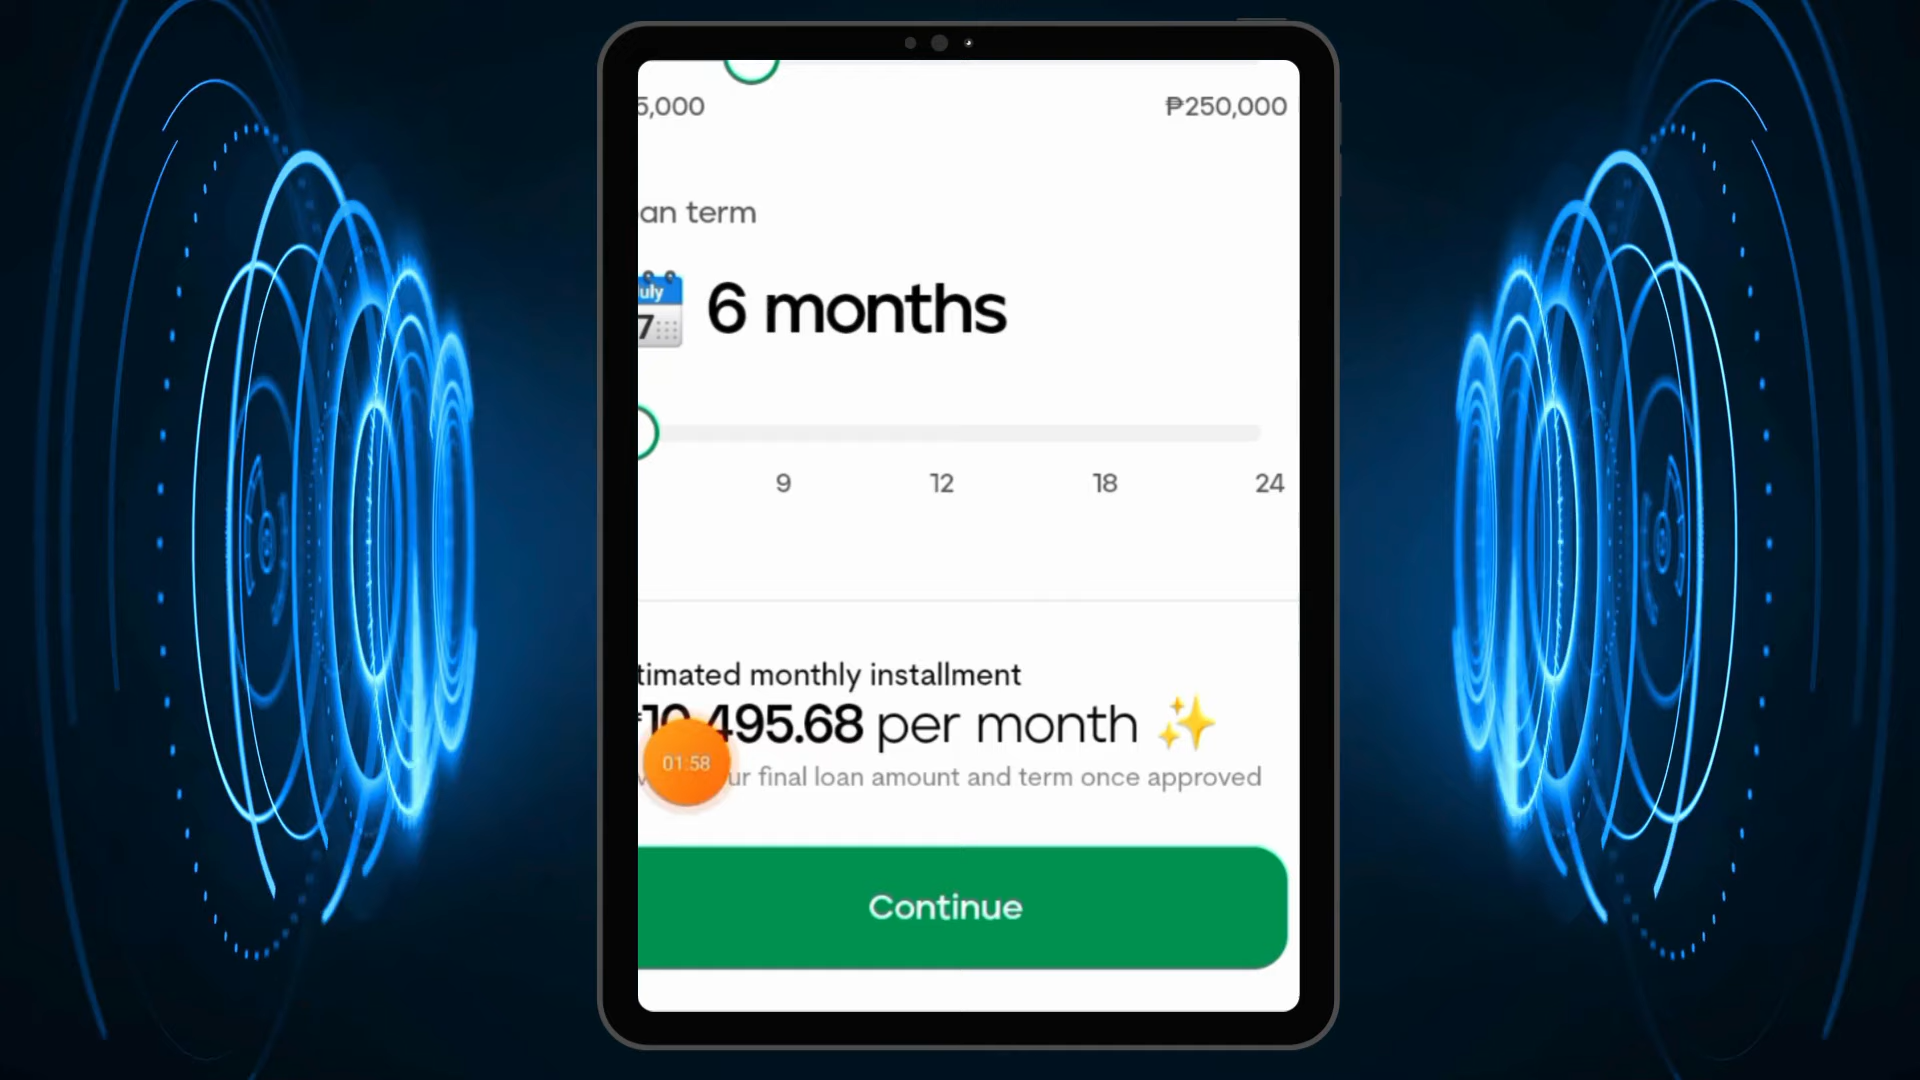 5,000 ₱250,000
an term
July
7
6 months
9 12 18 24
timated monthly installment
495.68 per month ✨
01:58
ur final loan amount and term once approved
Continue